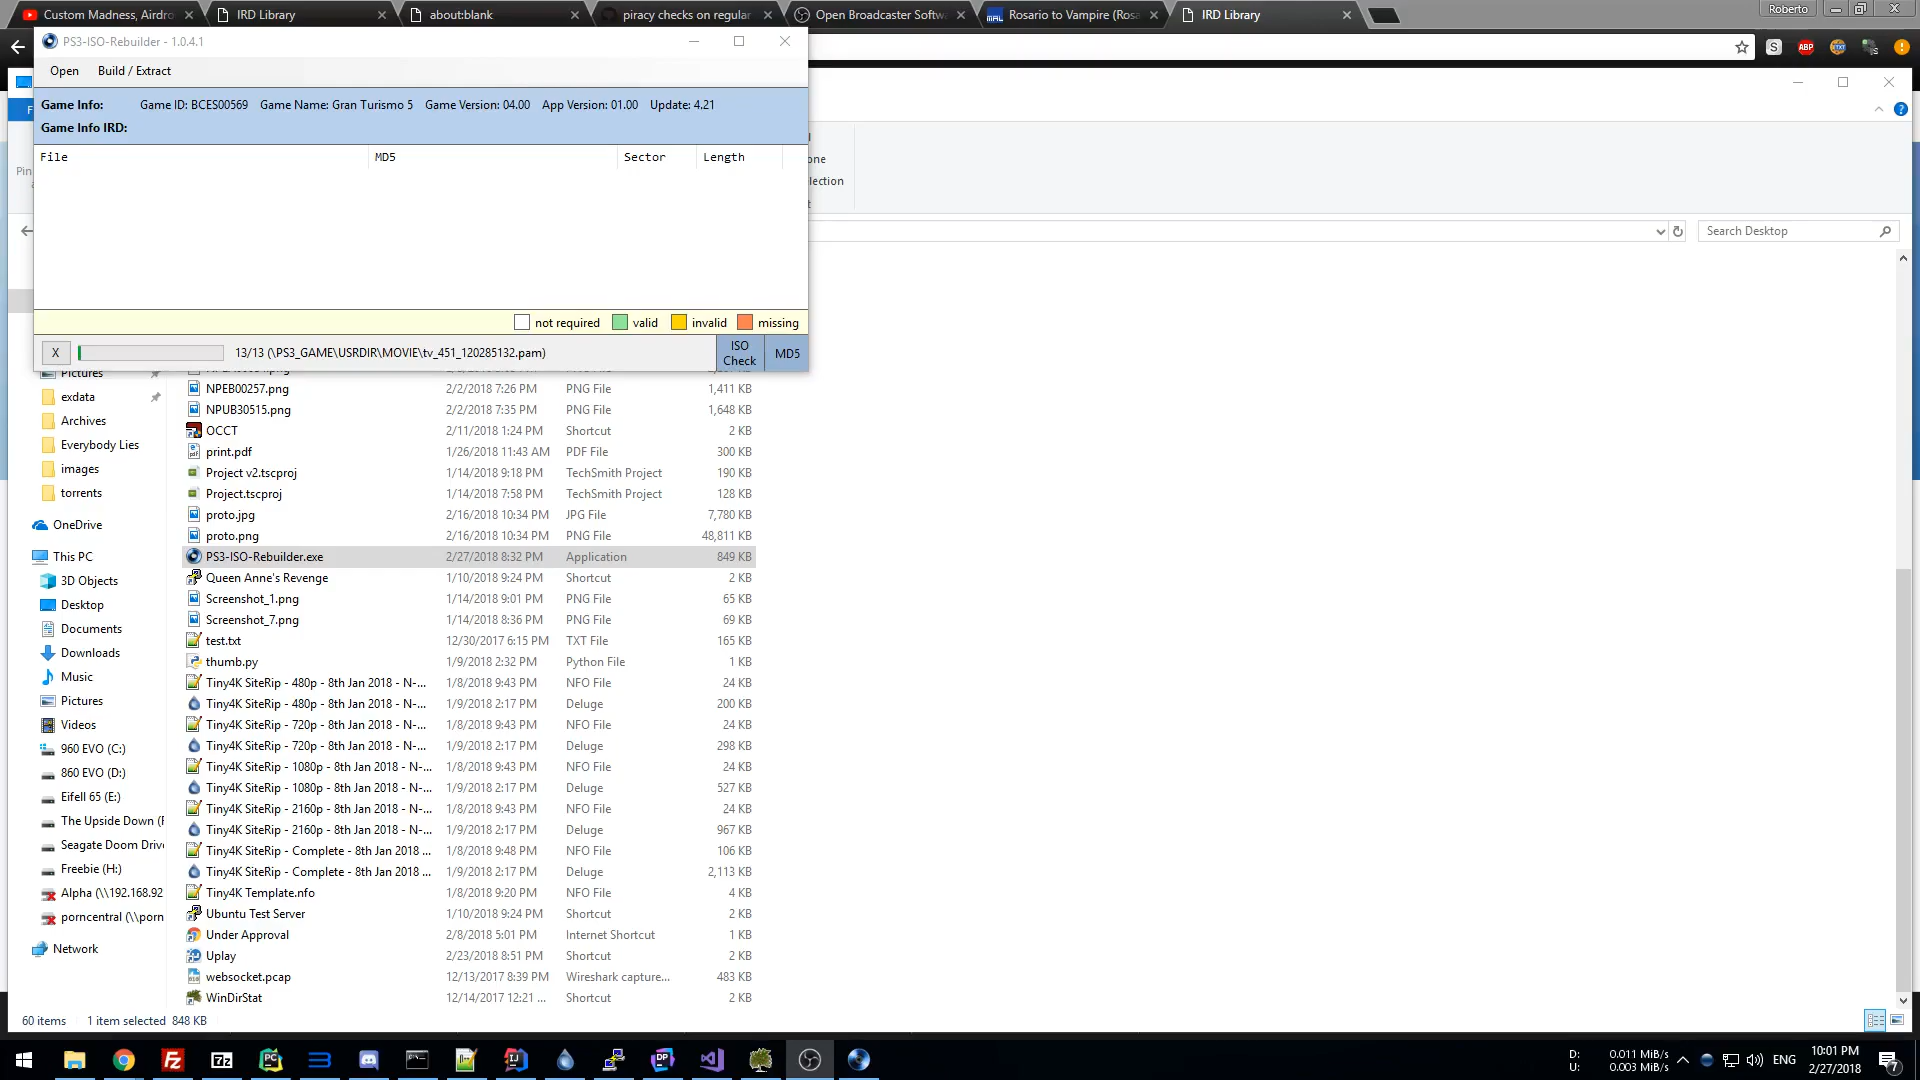 Custom Madness, Airdro
IRD Library
about:blank
piracy checks on regular
Open Broadcaster Softwa
Rosario to Vampire (Rosa
IRD Library
Roberto
PS3-ISO-Rebuilder - 1.0.4.1
Open
Build / Extract
Game Info:
Game ID: BCES00569
Game Name: Gran Turismo 5
Game Version: 04.00
App Version: 01.00
Update: 4.21
Game Info IRD:
File
MD5
Sector
Length
not required
valid
invalid
missing
X
13/13 (\PS3_GAME\USRDIR\MOVIE\tv_451_120285132.pam)
ISO
Check
MD5
Pin
one
lection
Search Desktop
Pictures
exdata
Archives
Everybody Lies
images
torrents
OneDrive
This PC
3D Objects
Desktop
Documents
Downloads
Music
Pictures
Videos
960 EVO (C:)
860 EVO (D:)
Eifell 65 (E:)
The Upside Down (F
Seagate Doom Driv
Freebie (H:)
Alpha (\\192.168.92
porncentral (\\porn
Network
NPEB00257.png 2/2/2018 7:26 PM PNG File 1,411 KB
NPUB30515.png 2/2/2018 7:35 PM PNG File 1,648 KB
OCCT 2/11/2018 1:24 PM Shortcut 2 KB
print.pdf 1/26/2018 11:43 AM PDF File 300 KB
Project v2.tscproj 1/14/2018 9:18 PM TechSmith Project 190 KB
Project.tscproj 1/14/2018 7:58 PM TechSmith Project 128 KB
proto.jpg 2/16/2018 10:34 PM JPG File 7,780 KB
proto.png 2/16/2018 10:34 PM PNG File 48,811 KB
PS3-ISO-Rebuilder.exe 2/27/2018 8:32 PM Application 849 KB
Queen Anne's Revenge 1/10/2018 9:24 PM Shortcut 2 KB
Screenshot_1.png 1/14/2018 9:01 PM PNG File 65 KB
Screenshot_7.png 1/14/2018 8:36 PM PNG File 69 KB
test.txt 12/30/2017 6:15 PM TXT File 165 KB
thumb.py 1/9/2018 2:32 PM Python File 1 KB
Tiny4K SiteRip - 480p - 8th Jan 2018 - N-... 1/8/2018 9:43 PM NFO File 24 KB
Tiny4K SiteRip - 480p - 8th Jan 2018 - N-... 1/9/2018 2:17 PM Deluge 200 KB
Tiny4K SiteRip - 720p - 8th Jan 2018 - N-... 1/8/2018 9:43 PM NFO File 24 KB
Tiny4K SiteRip - 720p - 8th Jan 2018 - N-... 1/9/2018 2:17 PM Deluge 298 KB
Tiny4K SiteRip - 1080p - 8th Jan 2018 - N-... 1/8/2018 9:43 PM NFO File 24 KB
Tiny4K SiteRip - 1080p - 8th Jan 2018 - N-... 1/9/2018 2:17 PM Deluge 527 KB
Tiny4K SiteRip - 2160p - 8th Jan 2018 - N-... 1/8/2018 9:43 PM NFO File 24 KB
Tiny4K SiteRip - 2160p - 8th Jan 2018 - N-... 1/9/2018 2:17 PM Deluge 967 KB
Tiny4K SiteRip - Complete - 8th Jan 2018 ... 1/8/2018 9:48 PM NFO File 106 KB
Tiny4K SiteRip - Complete - 8th Jan 2018 ... 1/9/2018 2:17 PM Deluge 2,113 KB
Tiny4K Template.nfo 1/8/2018 9:20 PM NFO File 4 KB
Ubuntu Test Server 1/10/2018 9:24 PM Shortcut 2 KB
Under Approval 2/8/2018 5:01 PM Internet Shortcut 1 KB
Uplay 2/23/2018 8:51 PM Shortcut 2 KB
websocket.pcap 12/13/2017 8:39 PM Wireshark capture... 483 KB
WinDirStat 12/14/2017 12:21 ... Shortcut 2 KB
60 items
1 item selected 848 KB
D: 0.011 MiB/s
U: 0.003 MiB/s
ENG
10:01 PM
2/27/2018
7